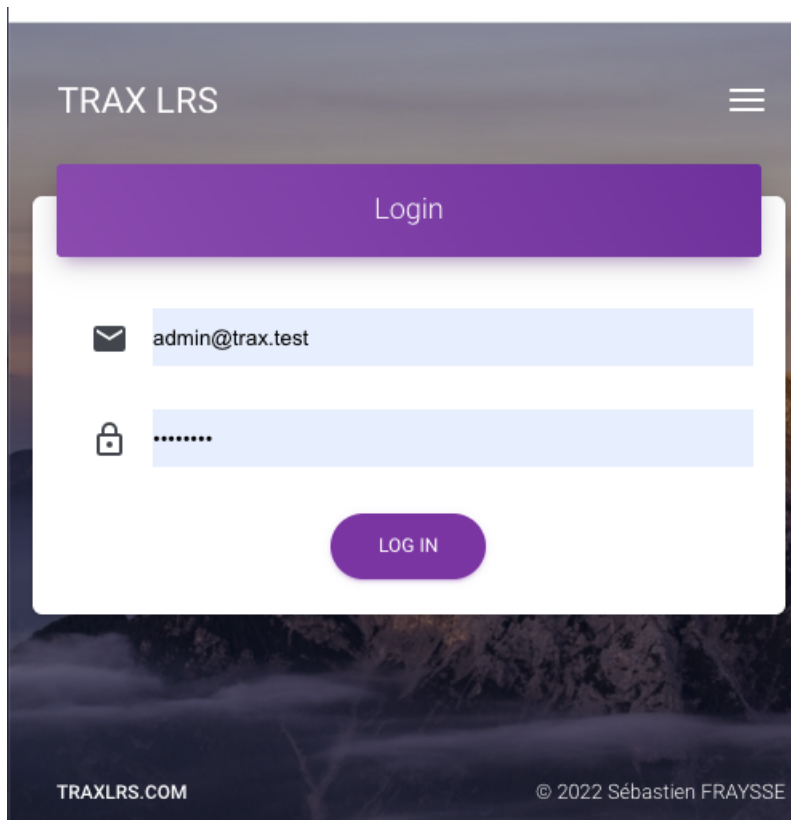 TRAX LRS
Login
admin@trax.test
••••••••
LOG IN
TRAXLRS.COM
© 2022 Sébastien FRAYSSE